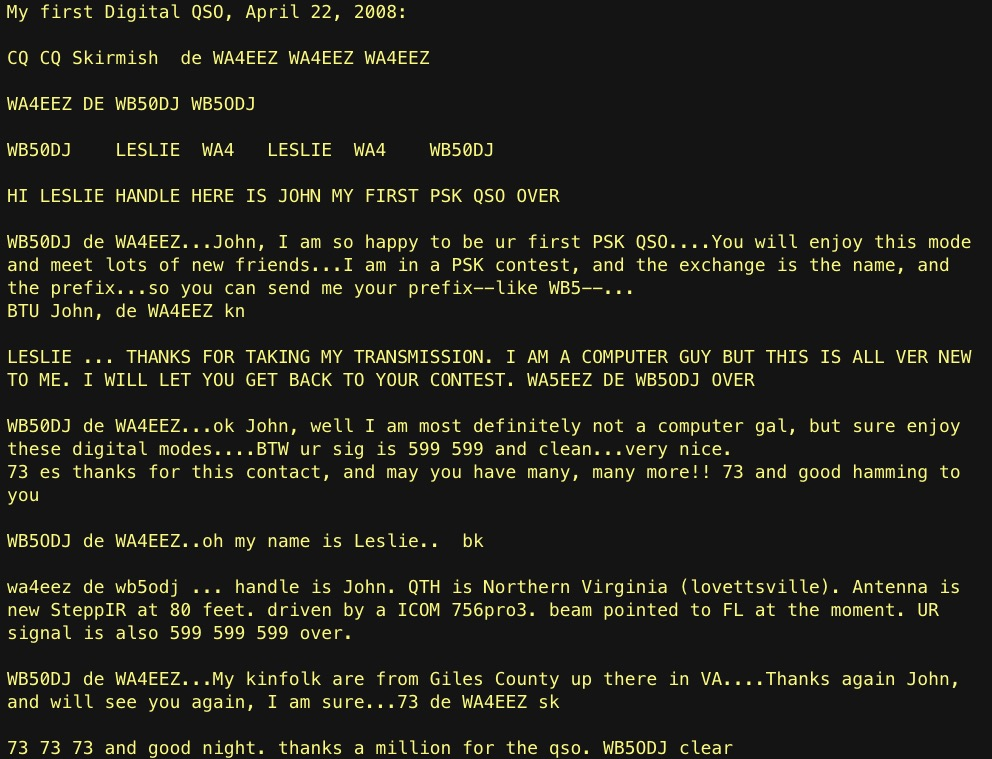 My first Digital QSO, April 22, 2008:
CQ CQ Skirmish  de WA4EEZ WA4EEZ WA4EEZ
WA4EEZ DE WB50DJ WB5ODJ
WB50DJ    LESLIE  WA4   LESLIE  WA4    WB50DJ
HI LESLIE HANDLE HERE IS JOHN MY FIRST PSK QSO OVER
WB50DJ de WA4EEZ...John, I am so happy to be ur first PSK QSO....You will enjoy this mode
and meet lots of new friends...I am in a PSK contest, and the exchange is the name, and
the prefix...so you can send me your prefix--like WB5--...
BTU John, de WA4EEZ kn
LESLIE ... THANKS FOR TAKING MY TRANSMISSION. I AM A COMPUTER GUY BUT THIS IS ALL VER NEW
TO ME. I WILL LET YOU GET BACK TO YOUR CONTEST. WA5EEZ DE WB5ODJ OVER
WB50DJ de WA4EEZ...ok John, well I am most definitely not a computer gal, but sure enjoy
these digital modes....BTW ur sig is 599 599 and clean...very nice.
73 es thanks for this contact, and may you have many, many more!! 73 and good hamming to
you
WB5ODJ de WA4EEZ..oh my name is Leslie..  bk
wa4eez de wb5odj ... handle is John. QTH is Northern Virginia (lovettsville). Antenna is
new SteppIR at 80 feet. driven by a ICOM 756pro3. beam pointed to FL at the moment. UR
signal is also 599 599 599 over.
WB50DJ de WA4EEZ...My kinfolk are from Giles County up there in VA....Thanks again John,
and will see you again, I am sure...73 de WA4EEZ sk
73 73 73 and good night. thanks a million for the qso. WB5ODJ clear